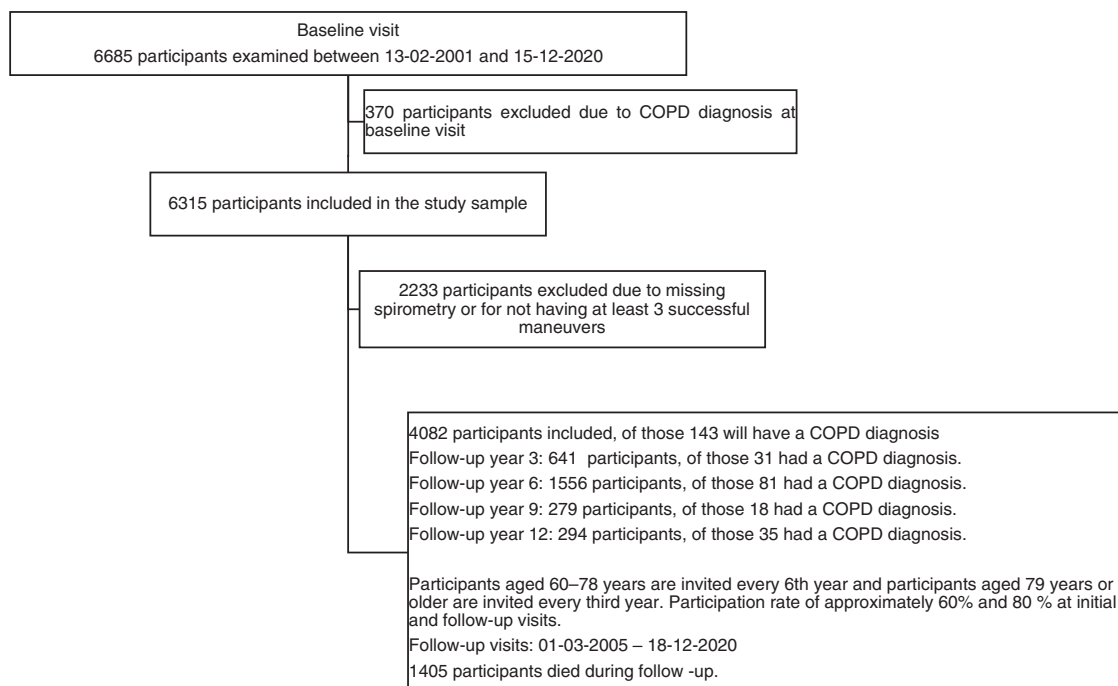 Baseline visit
6685 participants examined between 13-02-2001 and 15-12-2020
370 participants excluded due to COPD diagnosis at
baseline visit
6315 participants included in the study sample
2233 participants excluded due to missing
spirometry or for not having at least 3 successful
maneuvers
4082 participants included, of those 143 will have a COPD diagnosis
Follow-up year 3: 641 participants, of those 31 had a COPD diagnosis.
Follow-up year 6: 1556 participants, of those 81 had a COPD diagnosis.
Follow-up year 9: 279 participants, of those 18 had a COPD diagnosis.
Follow-up year 12: 294 participants, of those 35 had a COPD diagnosis.
Participants aged 60–78 years are invited every 6th year and participants aged 79 years or
older are invited every third year. Participation rate of approximately 60% and 80 % at initial
and follow-up visits.
Follow-up visits: 01-03-2005 – 18-12-2020
1405 participants died during follow -up.